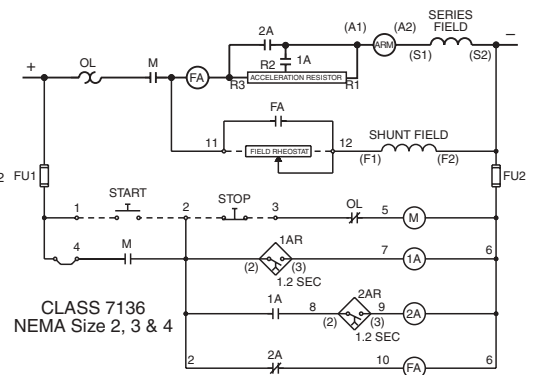 SERIES
FIELD
2A (A1) (A2)
+ OL M FA R2 1A ARM (S1) (S2) –
R3 ACCELERATION RESISTOR R1
FA
11 FIELD RHEOSTAT 12 SHUNT FIELD
(F1) (F2)
2 FU1 FU2
START STOP OL
1 2 3 5 M
4 M 1AR 7 1A 6
(2) (3)
1.2 SEC
2AR
1A 8 9 2A
(2) (3)
1.2 SEC
CLASS 7136
NEMA Size 2, 3 & 4
2 2A 10 FA 6